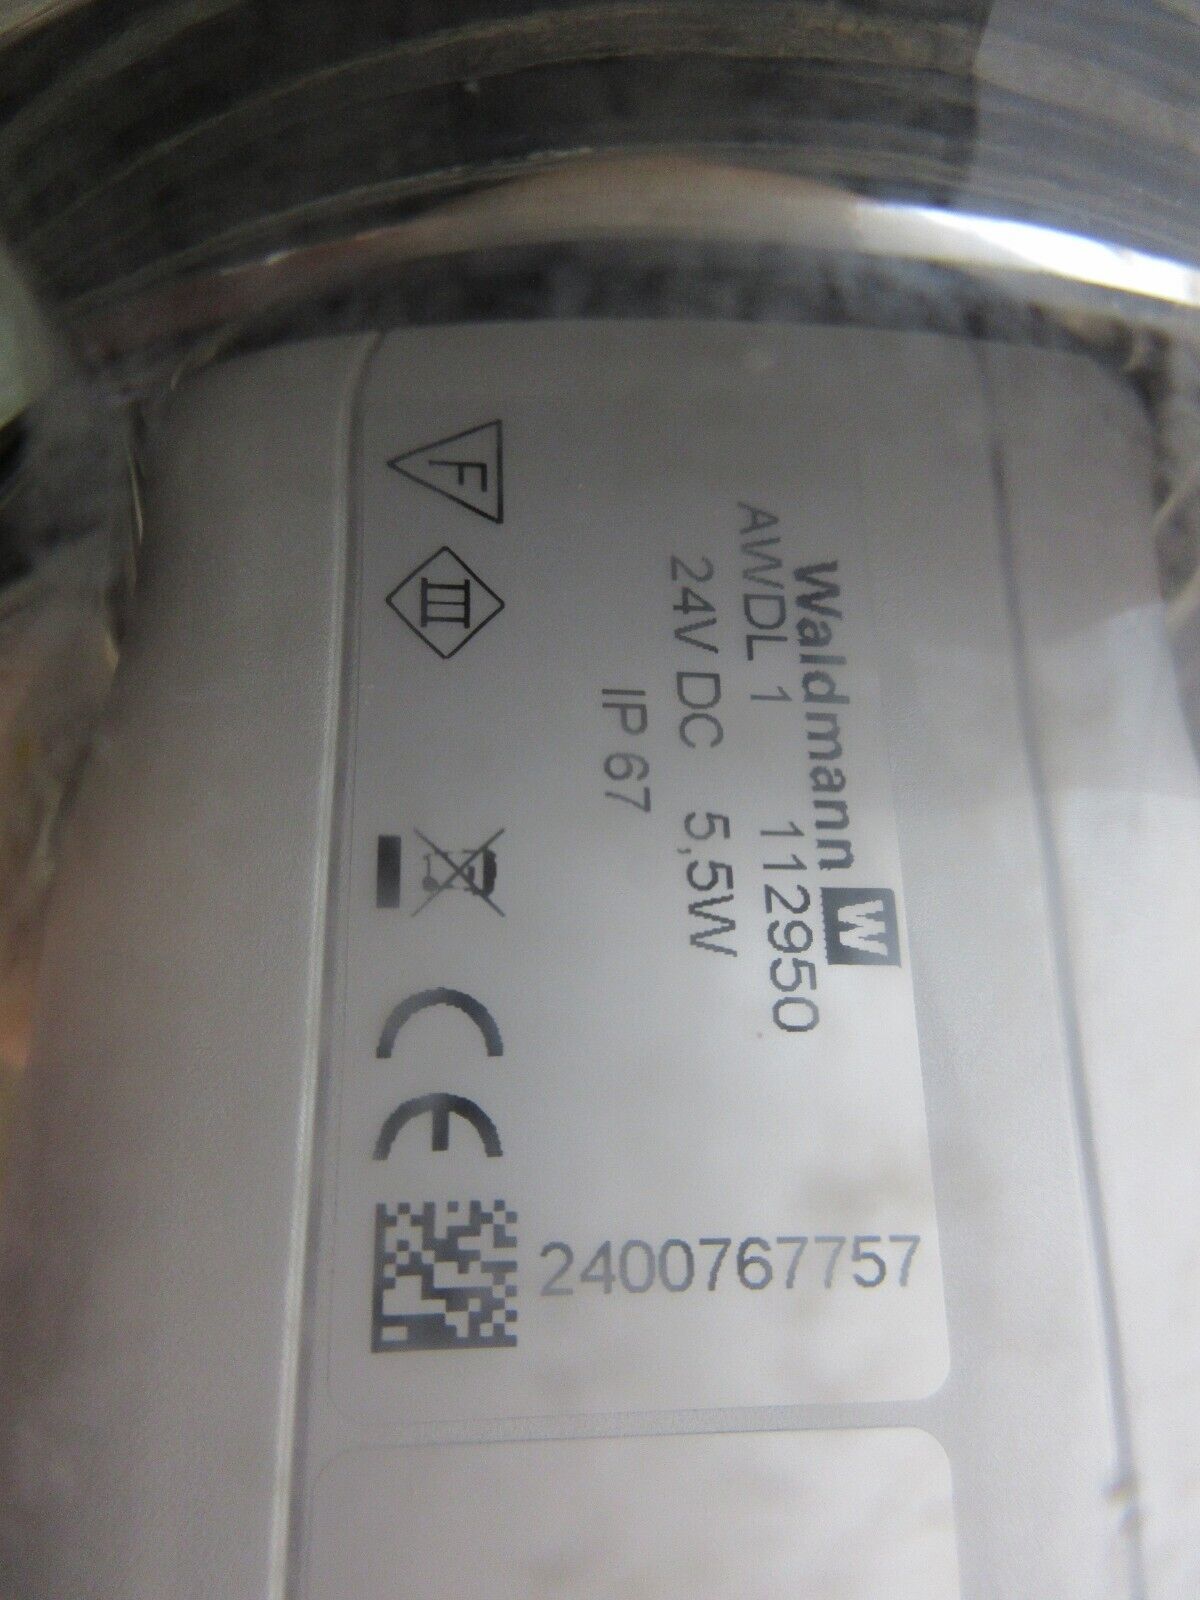 Waldmann W
AWDL 1 112950
24V DC 5,5W
IP 67
F III CE
2400767757